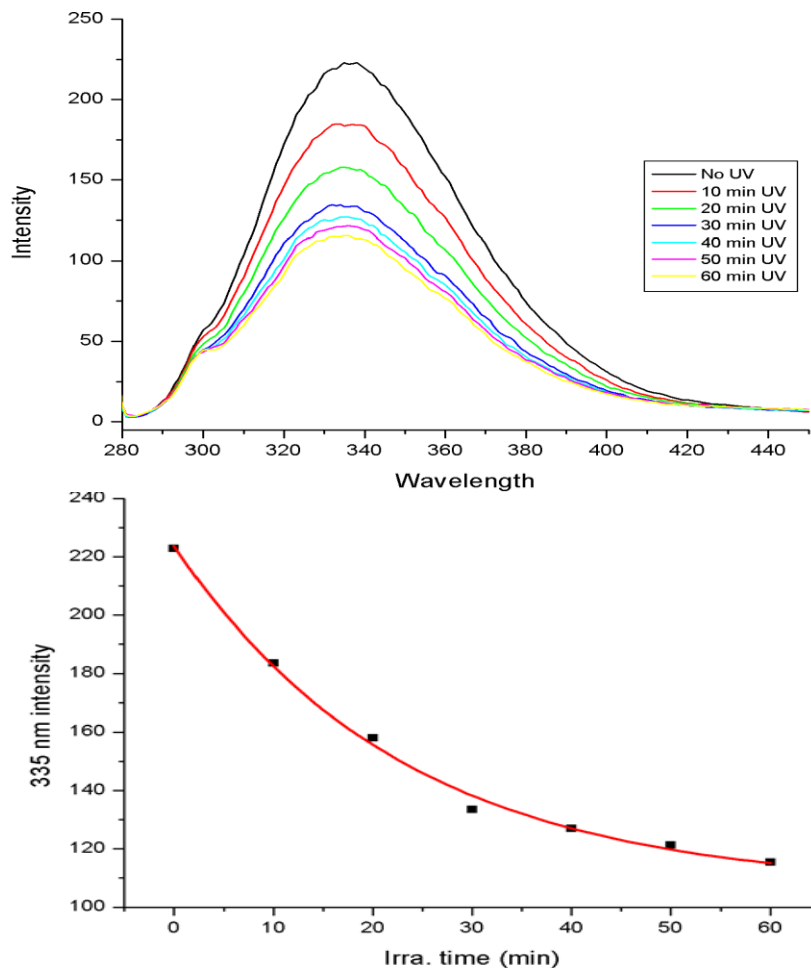 250
200
150
100
50
0
Intensity
280 300 320 340 360 380 400 420 440
Wavelength
No UV
10 min UV
20 min UV
30 min UV
40 min UV
50 min UV
60 min UV
240
220
200
180
160
140
120
100
335 nm intensity
0 10 20 30 40 50 60
Irra. time (min)